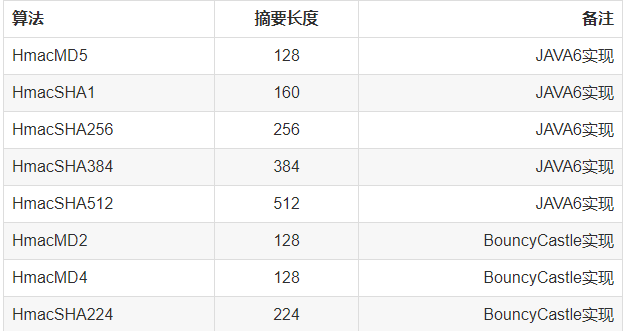 算法 摘要长度 备注
HmacMD5 128 JAVA6实现
HmacSHA1 160 JAVA6实现
HmacSHA256 256 JAVA6实现
HmacSHA384 384 JAVA6实现
HmacSHA512 512 JAVA6实现
HmacMD2 128 BouncyCastle实现
HmacMD4 128 BouncyCastle实现
HmacSHA224 224 BouncyCastle实现